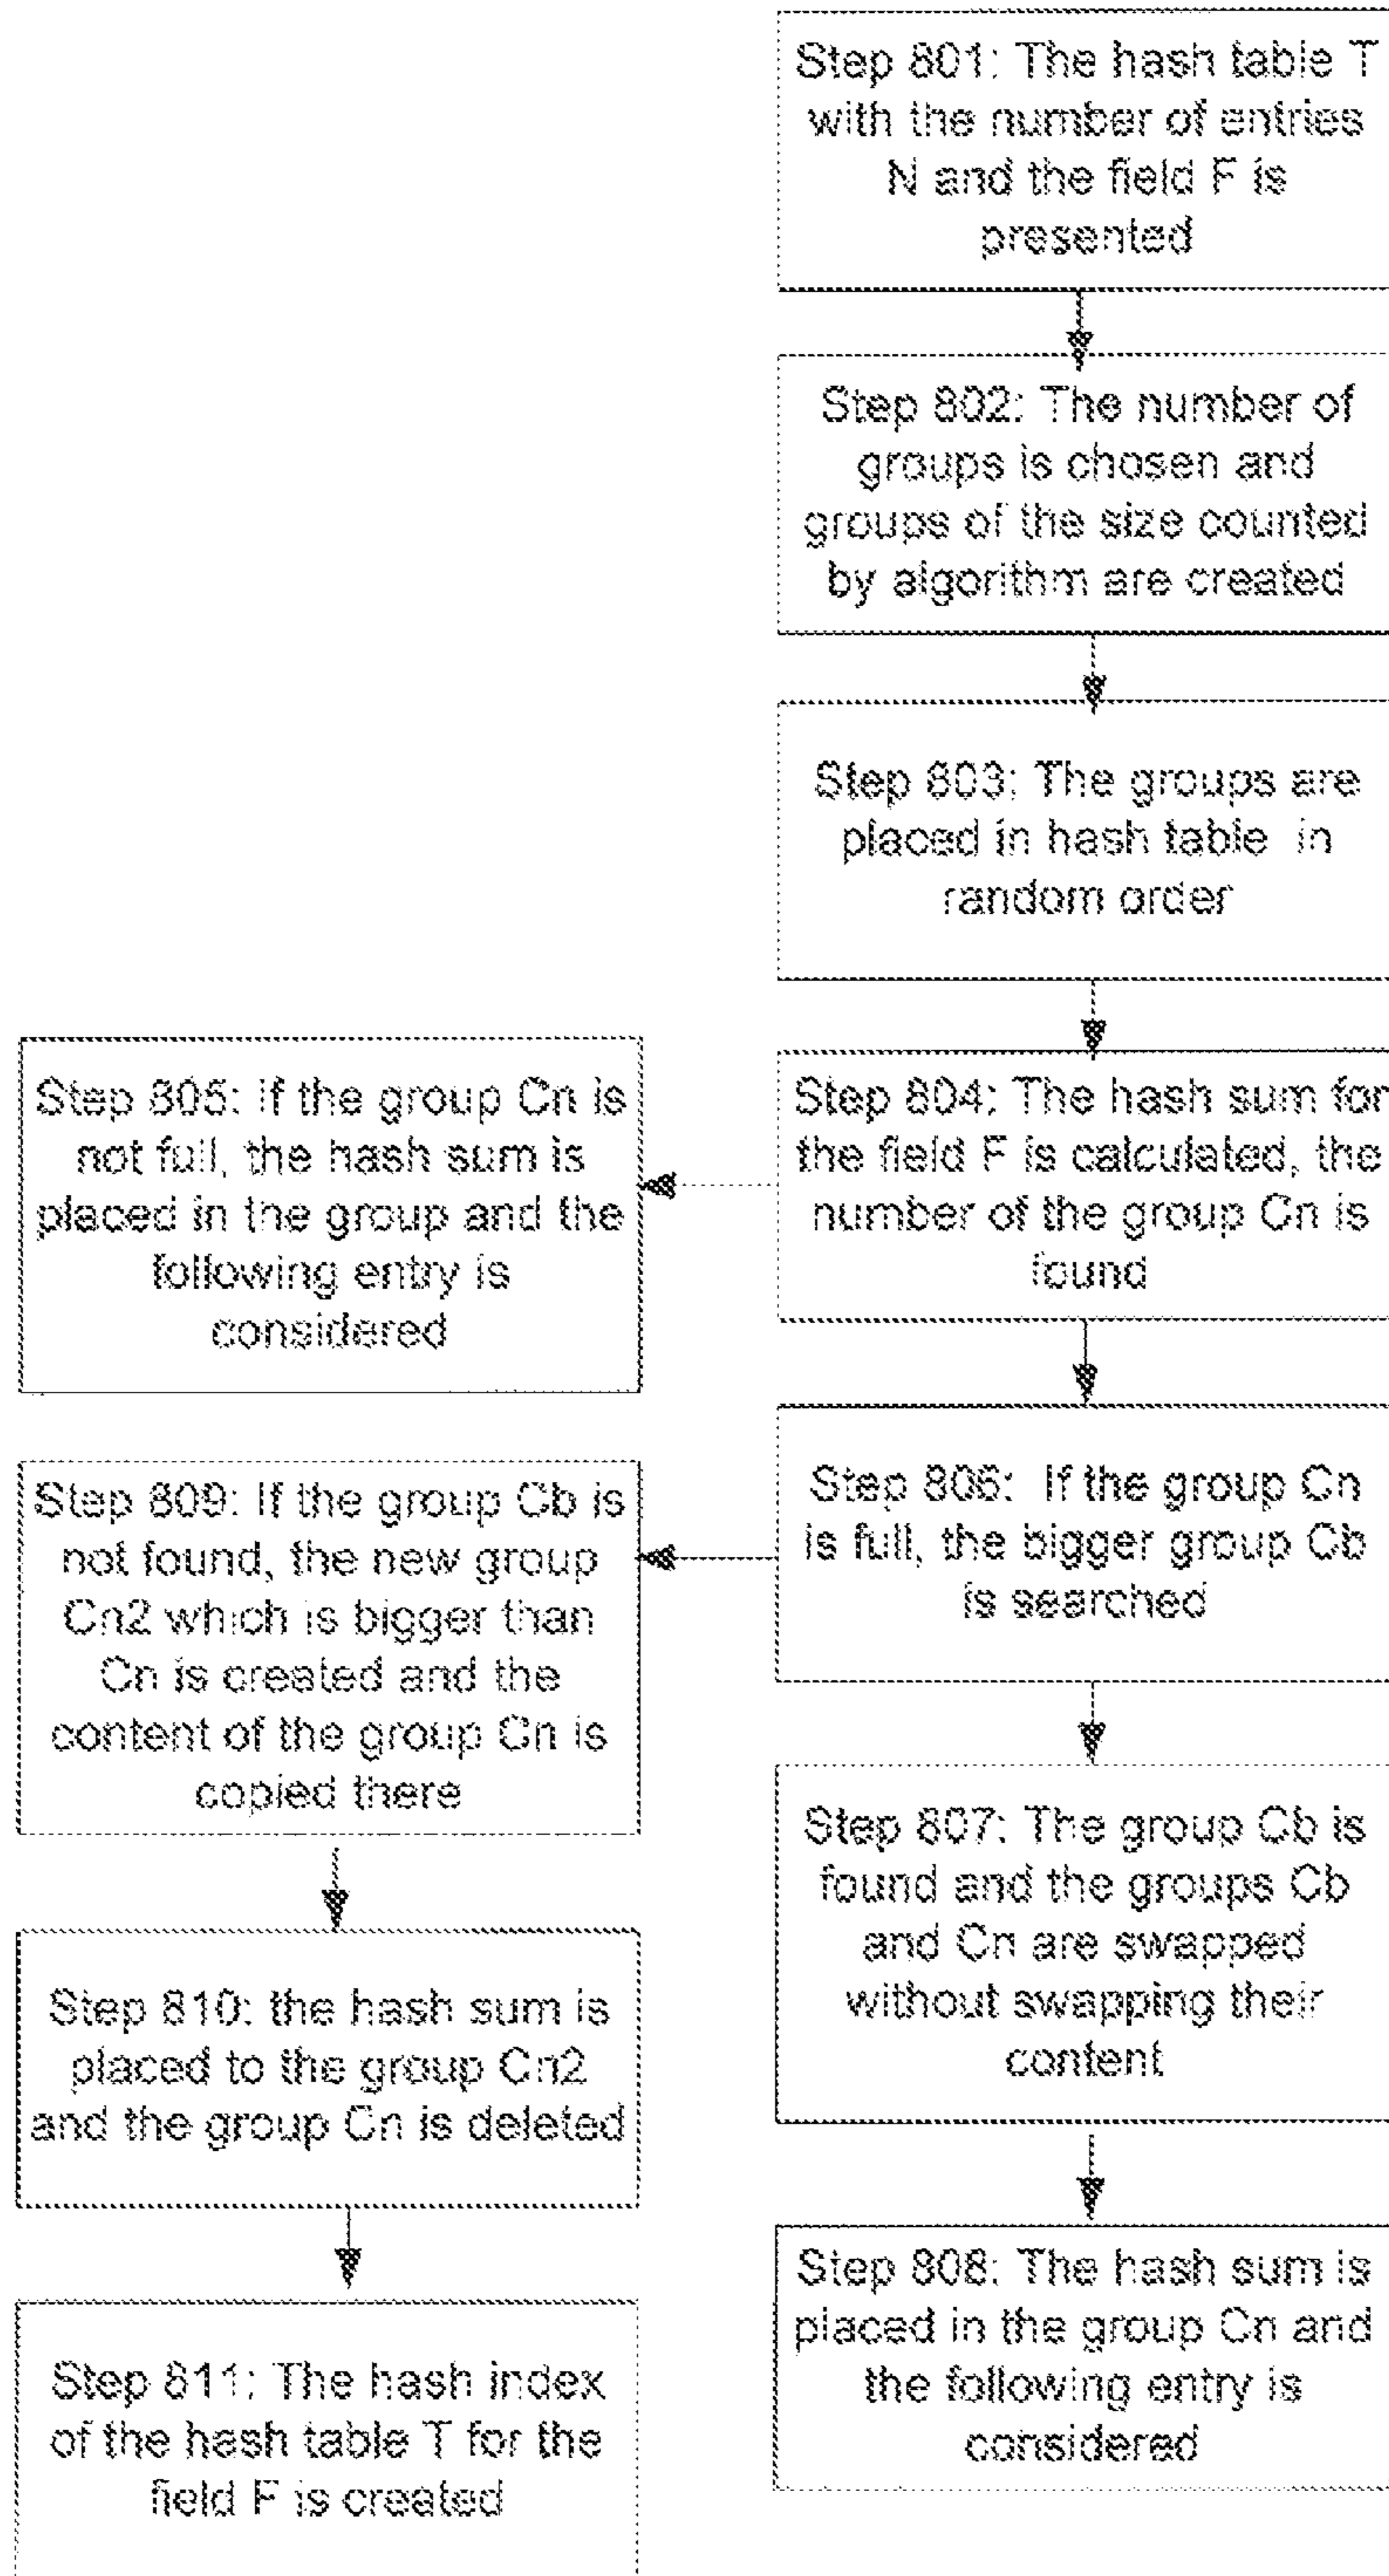 Step 801: The hash table T
with the number of entries
N and the field F is
presented
Step 802: The number of
groups is chosen and
groups of the size counted
by algorithm are created
Step 803: The groups are
placed in hash table in
random order
Step 804: The hash sum for
the field F is calculated, the
number of the group Cn is
found
Step 805: If the group Cn is
not full, the hash sum is
placed in the group and the
following entry is
considered
Step 806: If the group Cn
is full, the bigger group Cb
is searched
Step 807: The group Cb is
found and the groups Cb
and Cn are swapped
without swapping their
content
Step 808: The hash sum is
placed in the group Cn and
the following entry is
considered
Step 809: If the group Cb is
not found, the new group
Cn2 which is bigger than
Cn is created and the
content of the group Cn is
copied there
Step 810: the hash sum is
placed to the group Cn2
and the group Cn is deleted
Step 811: The hash index
of the hash table T for the
field F is created